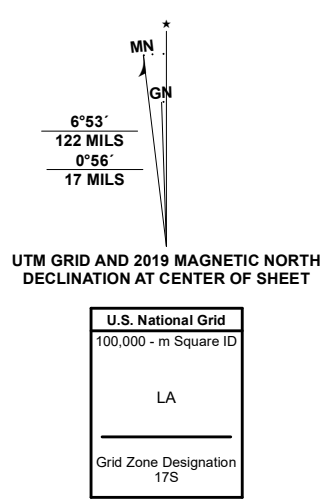 MN
GN
6°53´
122 MILS
0°56´
17 MILS
UTM GRID AND 2019 MAGNETIC NORTH
DECLINATION AT CENTER OF SHEET
U.S. National Grid
100,000 - m Square ID
LA
Grid Zone Designation
17S